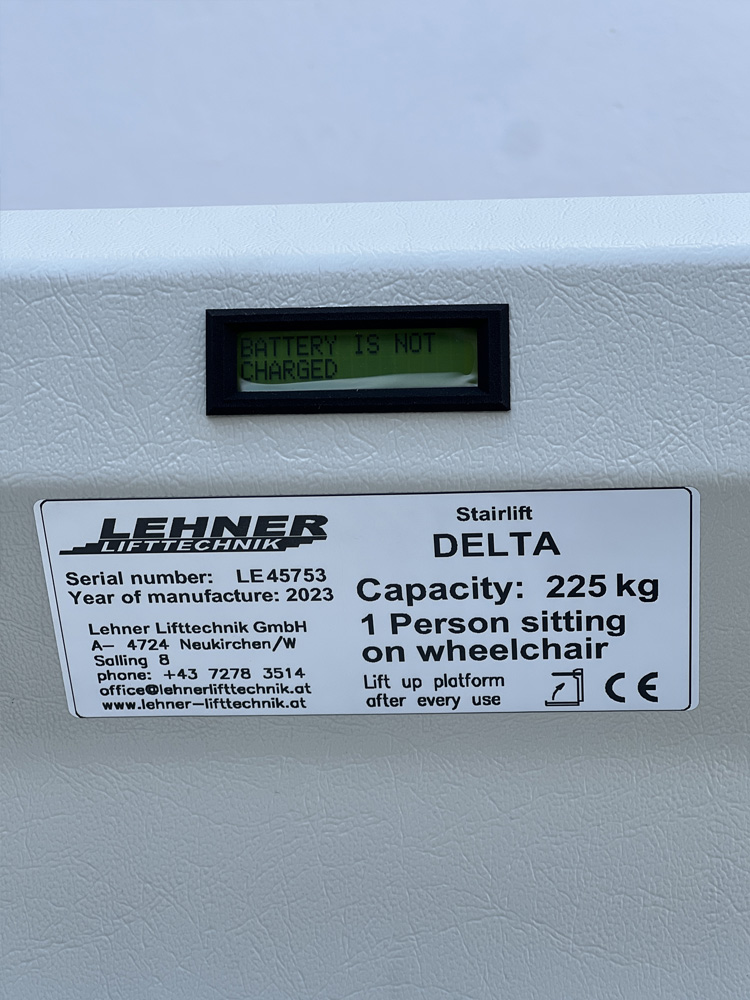 BATTERY IS NOT
CHARGED
LEHNER
LIFTTECHNIK
Serial number: LE45753
Year of manufacture: 2023
Lehner Lifttechnik GmbH
A- 4724 Neukirchen/W
Salling 8
phone: +43 7278 3514
office@lehnerlifttechnik.at
www.lehner-lifttechnik.at
Stairlift
DELTA
Capacity: 225 kg
1 Person sitting
on wheelchair
Lift up platform
after every use
CE